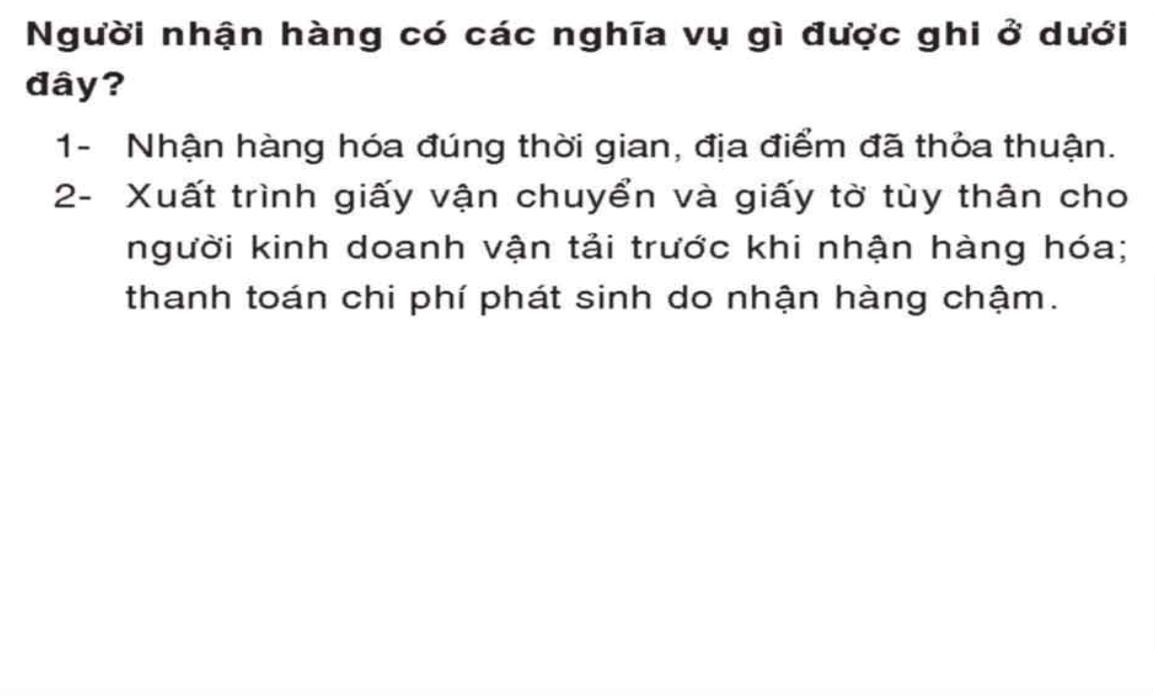 Người nhận hàng có các nghĩa vụ gì được ghi ở dưới
đây?
1- Nhận hàng hóa đúng thời gian, địa điểm đã thỏa thuận.
2- Xuất trình giấy vận chuyển và giấy tờ tùy thân cho
người kinh doanh vận tải trước khi nhận hàng hóa;
thanh toán chi phí phát sinh do nhận hàng chậm.